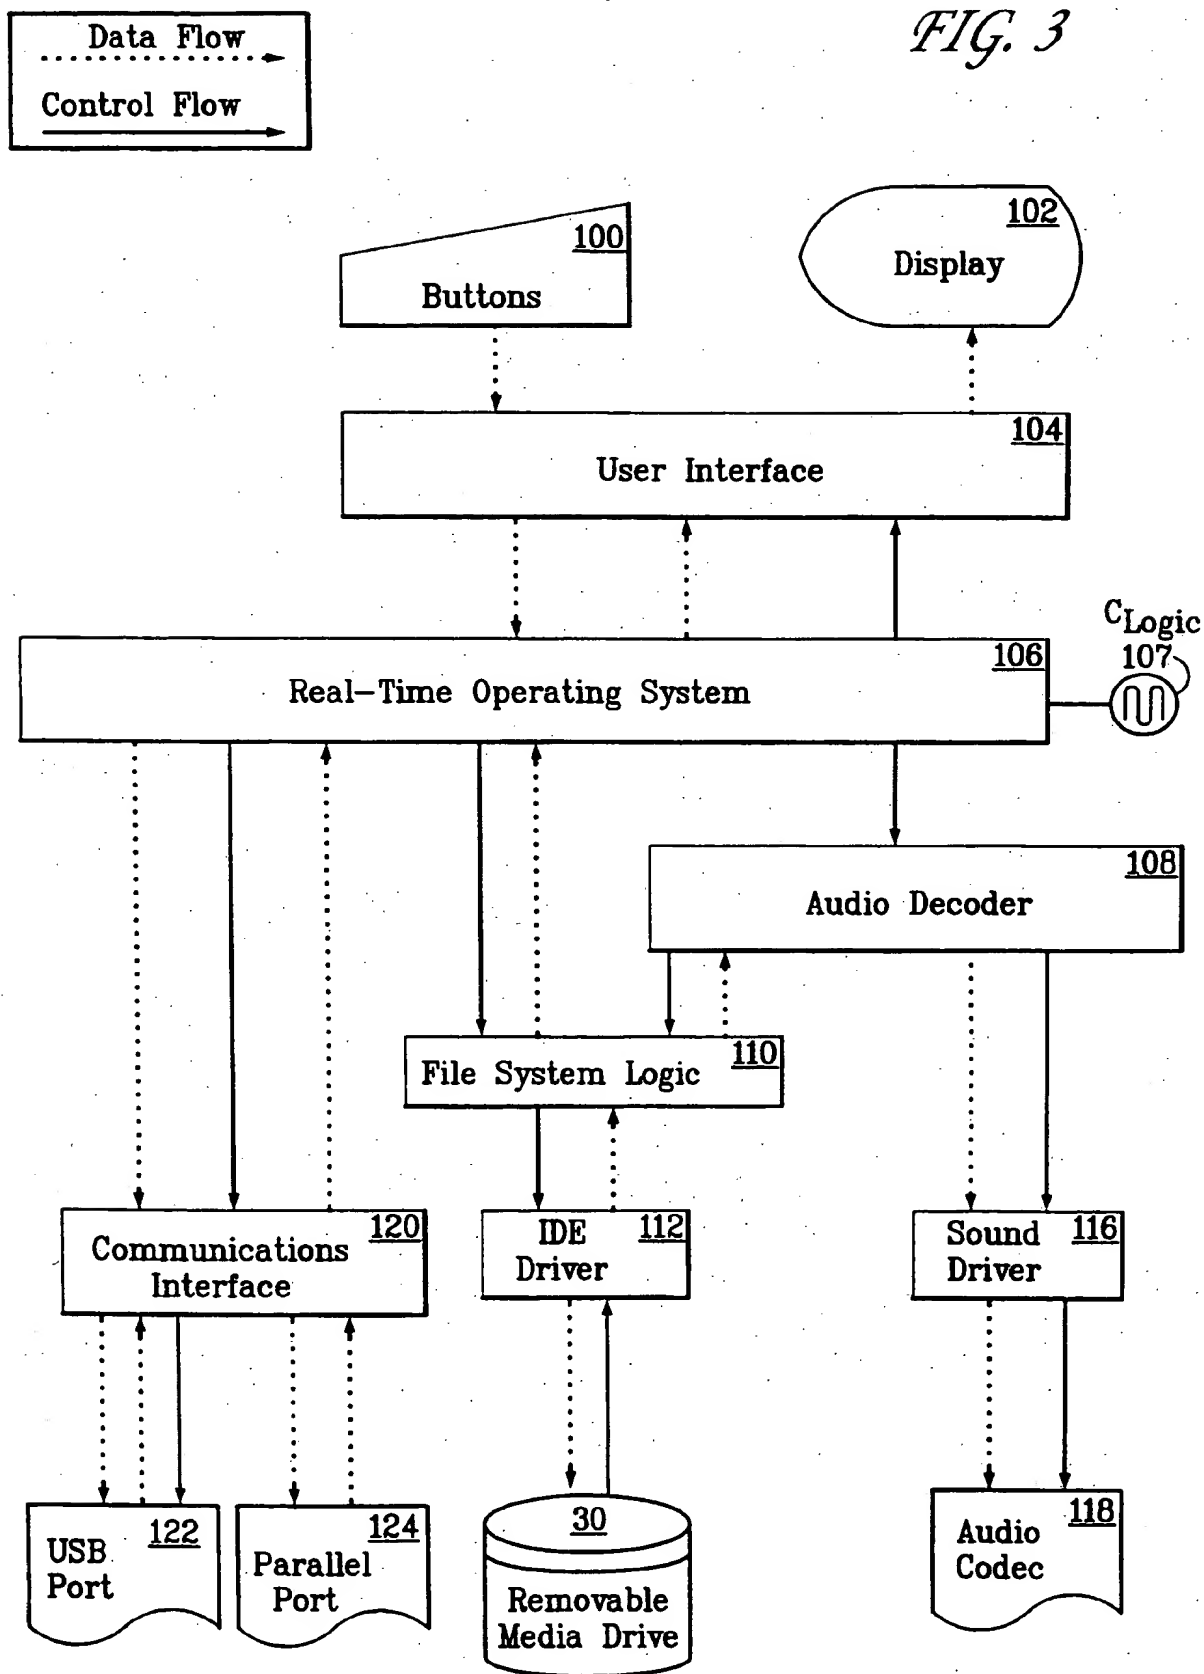 FIG. 3
Data Flow
Control Flow
100
Buttons
102
Display
104
User Interface
CLogic
107
106
Real-Time Operating System
108
Audio Decoder
110
File System Logic
120
Communications
Interface
IDE
112
Driver
Sound
116
Driver
122
USB
Port
124
Parallel
Port
30
Removable
Media Drive
118
Audio
Codec